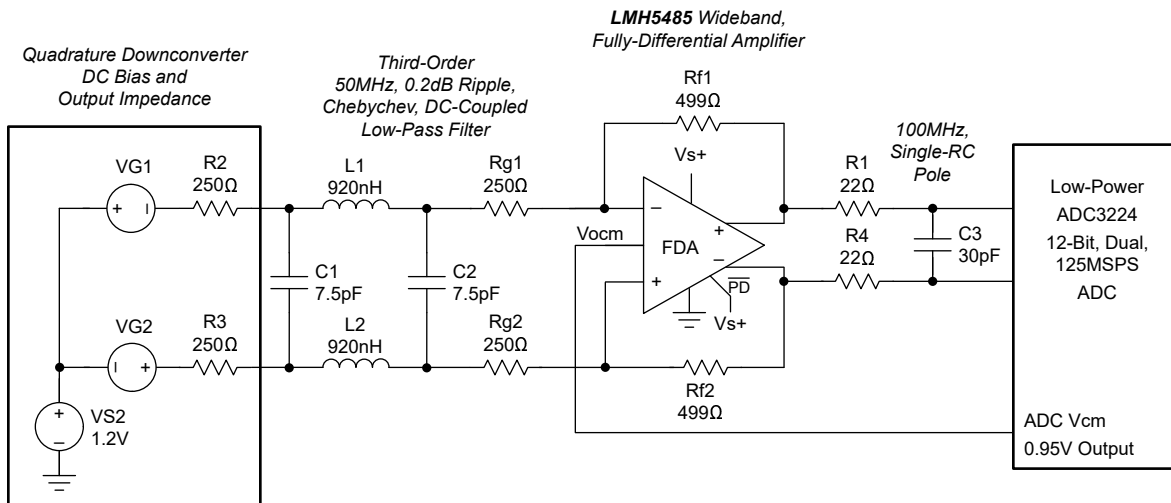 LMH5485 Wideband,
Fully-Differential Amplifier
Quadrature Downconverter
DC Bias and
Output Impedance
Third-Order
50MHz, 0.2dB Ripple,
Chebychev, DC-Coupled
Low-Pass Filter
Rf1
499Ω
100MHz,
Single-RC
Pole
VG1
+ –
R2
250Ω
L1
920nH
Rg1
250Ω
Vs+
R1
22Ω
Low-Power
ADC3224
12-Bit, Dual,
125MSPS
ADC
–
+
Vocm
FDA
R4
22Ω
C3
30pF
C1
7.5pF
C2
7.5pF
+
–
PD
Vs+
VG2
– +
R3
250Ω
L2
920nH
Rg2
250Ω
Rf2
499Ω
+
–
VS2
1.2V
ADC Vcm
0.95V Output